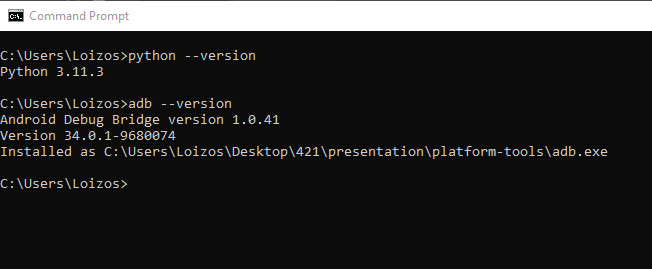 Command Prompt
C:\Users\Loizos>python --version
Python 3.11.3
C:\Users\Loizos>adb --version
Android Debug Bridge version 1.0.41
Version 34.0.1-9680074
Installed as C:\Users\Loizos\Desktop\421\presentation\platform-tools\adb.exe
C:\Users\Loizos>